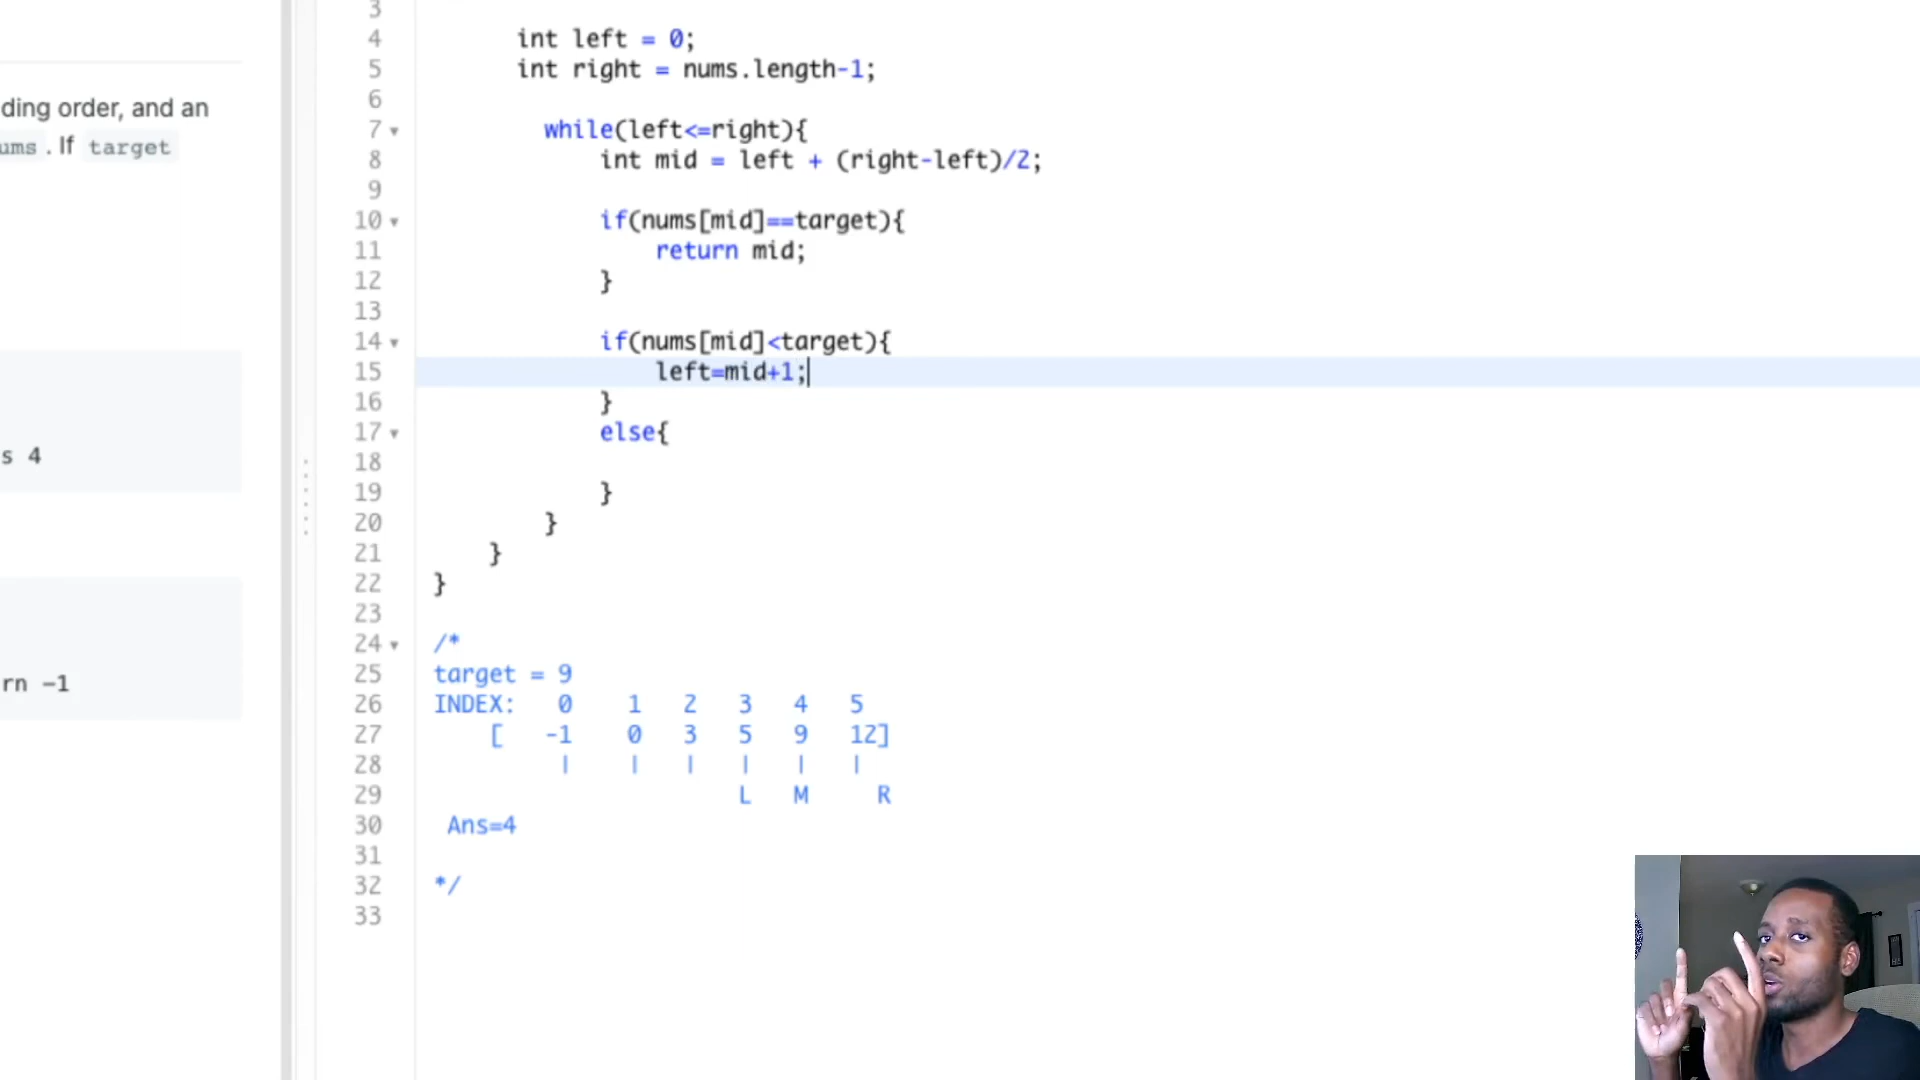 ding order, and an
ums . If target
s 4
rn -1
3
4 int left = 0;
5 int right = nums.length-1;
6
7 while(left<=right){
8 int mid = left + (right-left)/2;
9
10 if(nums[mid]==target){
11 return mid;
12 }
13
14 if(nums[mid]<target){
15 left=mid+1;
16 }
17 else{
18
19 }
20 }
21 }
22 }
23
24 /*
25 target = 9
26 INDEX: 0 1 2 3 4 5
27 [ -1 0 3 5 9 12]
28 | | | | | |
29 L M R
30 Ans=4
31
32 */
33